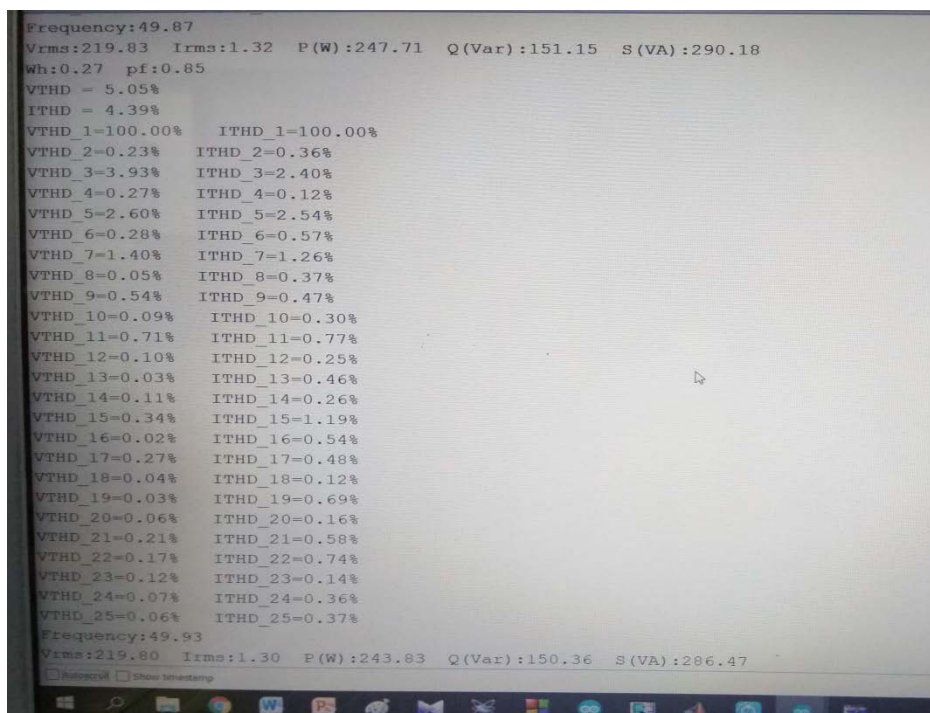 Frequency:49.87
Vrms:219.83 Irms:1.32 P(W):247.71 Q(Var):151.15 S(VA):290.18
Wh:0.27 pf:0.85
VTHD = 5.05%
ITHD = 4.39%
VTHD_1=100.00% ITHD_1=100.00%
VTHD_2=0.23% ITHD_2=0.36%
VTHD_3=3.93% ITHD_3=2.40%
VTHD_4=0.27% ITHD_4=0.12%
VTHD_5=2.60% ITHD_5=2.54%
VTHD_6=0.28% ITHD_6=0.57%
VTHD_7=1.40% ITHD_7=1.26%
VTHD_8=0.05% ITHD_8=0.37%
VTHD_9=0.54% ITHD_9=0.47%
VTHD_10=0.09% ITHD_10=0.30%
VTHD_11=0.71% ITHD_11=0.77%
VTHD_12=0.10% ITHD_12=0.25%
VTHD_13=0.03% ITHD_13=0.46%
VTHD_14=0.11% ITHD_14=0.26%
VTHD_15=0.34% ITHD_15=1.19%
VTHD_16=0.02% ITHD_16=0.54%
VTHD_17=0.27% ITHD_17=0.48%
VTHD_18=0.04% ITHD_18=0.12%
VTHD_19=0.03% ITHD_19=0.69%
VTHD_20=0.06% ITHD_20=0.16%
VTHD_21=0.21% ITHD_21=0.58%
VTHD_22=0.17% ITHD_22=0.74%
VTHD_23=0.12% ITHD_23=0.14%
VTHD_24=0.07% ITHD_24=0.36%
VTHD_25=0.06% ITHD_25=0.37%
Frequency:49.93
Vrms:219.80 Irms:1.30 P(W):243.83 Q(Var):150.36 S(VA):286.47
Autoscroll Show timestamp